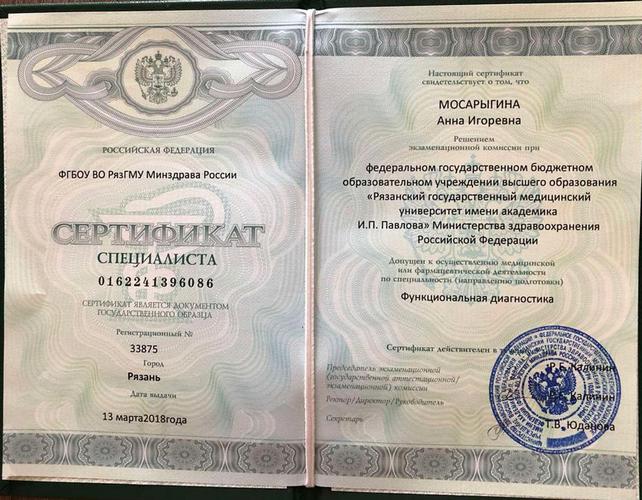 РОССИЙСКАЯ ФЕДЕРАЦИЯ
ФГБОУ ВО РязГМУ Минздрава России
СЕРТИФИКАТ
СПЕЦИАЛИСТА
0162241396086
СЕРТИФИКАТ ЯВЛЯЕТСЯ ДОКУМЕНТОМ
ГОСУДАРСТВЕННОГО ОБРАЗЦА
Регистрационный №
33875
Город
Рязань
Дата выдачи
13 марта2018года
Настоящий сертификат
свидетельствует о том, что
МОСАРЫГИНА
Анна Игоревна
Решением
экзаменационной комиссии при
федеральном государственном бюджетном
образовательном учреждении высшего образования
«Рязанский государственный медицинский
университет имени академика
И.П. Павлова» Министерства здравоохранения
Российской Федерации
Допущен к осуществлению медицинской
или фармацевтической деятельности
по специальности (направлению подготовки)
Функциональная диагностика
Сертификат действителен в
Председатель экзаменационной
(государственной аттестационной/
экзаменационной) комиссии
Р.Е. Калинин
Ректор/Директор/Руководитель
Калинин
Секретарь
Т.В. Юданова